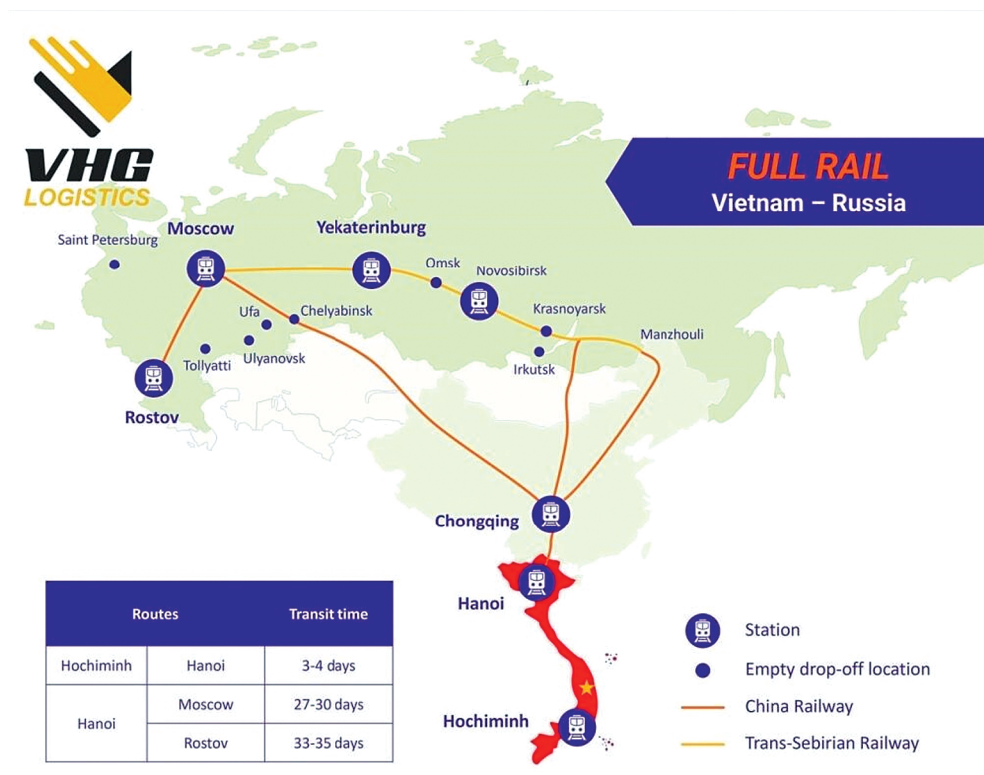 VHG
LOGISTICS
FULL RAIL
Vietnam – Russia
Saint Petersburg
Moscow
Yekaterinburg
Omsk
Novosibirsk
Krasnoyarsk
Manzhouli
Irkutsk
Chelyabinsk
Ufa
Ulyanovsk
Tollyatti
Rostov
Chongqing
Hanoi
Hochiminh
Routes Transit time
Hochiminh Hanoi 3-4 days
Hanoi Moscow 27-30 days
Rostov 33-35 days
Station
Empty drop-off location
China Railway
Trans-Sebirian Railway